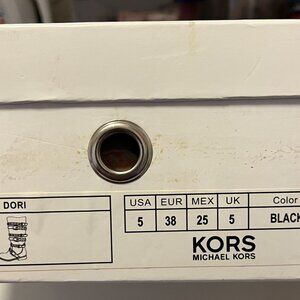 DORI
USA EUR MEX UK Color
5 38 25 5 BLACK
KORS
MICHAEL KORS